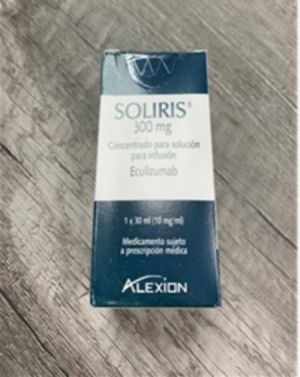 SOLIRIS®
300 mg
Concentrado para solución
para infusión
Eculizumab
1 x 30 ml (10 mg/ml)
Medicamento sujeto
a prescripción médica
ALEXION